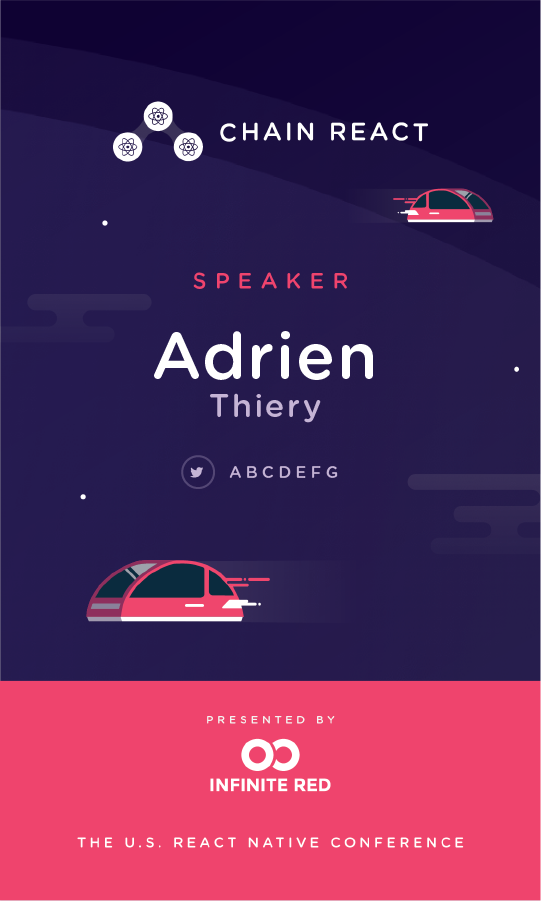 CHAIN REACT
SPEAKER
Adrien
Thiery
ABCDEFG
PRESENTED BY
INFINITE RED
THE U.S. REACT NATIVE CONFERENCE